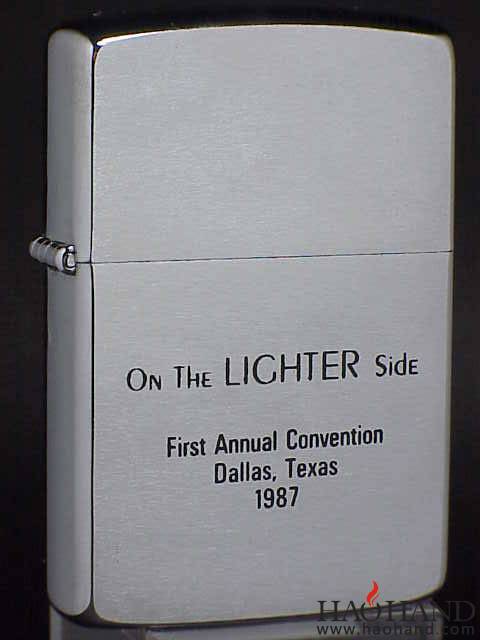 On The LIGHTER Side
First Annual Convention
Dallas, Texas
1987
HAOHAND
www.haohand.com